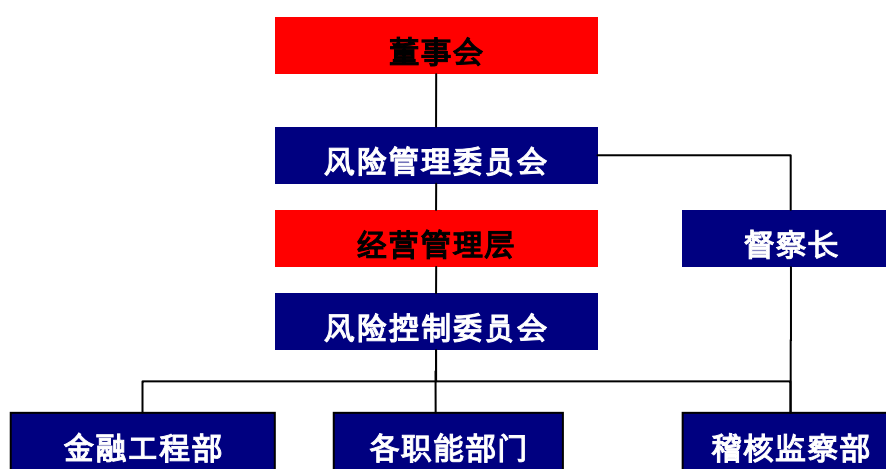 董事会
风险管理委员会
经营管理层
督察长
风险控制委员会
金融工程部
各职能部门
稽核监察部